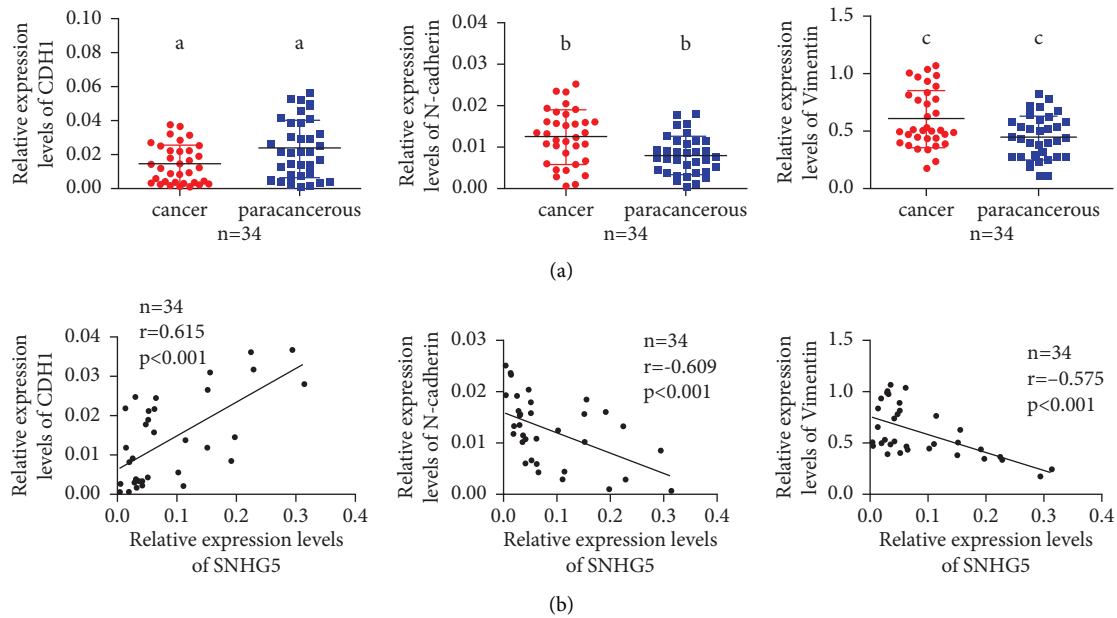 Relative expression
levels of CDH1
0.10
0.08
0.06
0.04
0.02
0.00
a
a
cancer
paracancerous
n=34
Relative expression
levels of N-cadherin
0.04
0.03
0.02
0.01
0.00
b
b
cancer
paracancerous
n=34
Relative expression
levels of Vimentin
1.5
1.0
0.5
0.0
c
c
cancer
paracancerous
n=34
(a)
Relative expression
levels of CDH1
0.04
0.03
0.02
0.01
0.00
n=34
r=0.615
p<0.001
0.0
0.1
0.2
0.3
0.4
Relative expression levels
of SNHG5
Relative expression
levels of N-cadherin
0.03
0.02
0.01
0.00
n=34
r=-0.609
p<0.001
0.0
0.1
0.2
0.3
0.4
Relative expression levels
of SNHG5
Relative expression
levels of Vimentin
1.5
1.0
0.5
0.0
n=34
r=−0.575
p<0.001
0.0
0.1
0.2
0.3
0.4
Relative expression levels
of SNHG5
(b)